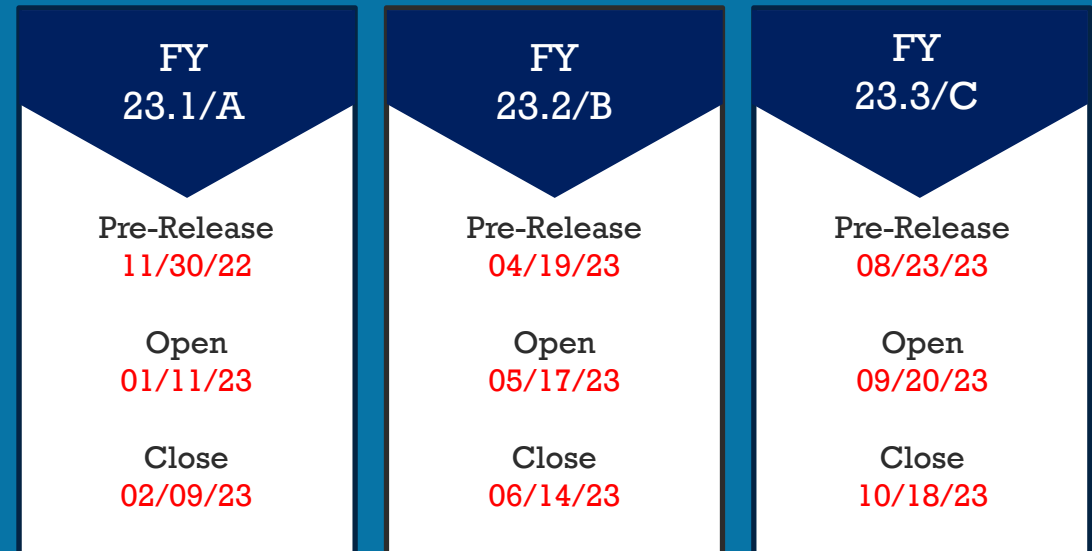 FY
23.1/A
Pre-Release
11/30/22
Open
01/11/23
Close
02/09/23
FY
23.2/B
Pre-Release
04/19/23
Open
05/17/23
Close
06/14/23
FY
23.3/C
Pre-Release
08/23/23
Open
09/20/23
Close
10/18/23